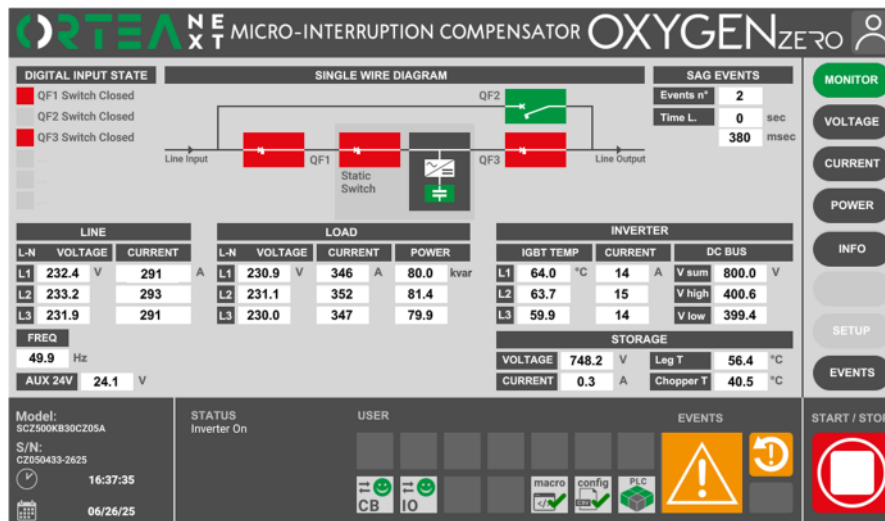 ORTEA NEXT MICRO-INTERRUPTION COMPENSATOR OXYGEN ZERO
DIGITAL INPUT STATE
QF1 Switch Closed
QF2 Switch Closed
QF3 Switch Closed
SINGLE WIRE DIAGRAM
QF2
Line Input
QF1
Static
Switch
QF3
Line Output
SAG EVENTS
Events n° 2
Time L. 0 sec
380 msec
MONITOR
VOLTAGE
CURRENT
POWER
INFO
SETUP
EVENTS
LINE
L-N VOLTAGE CURRENT
L1 232.4 V 291 A
L2 233.2 293
L3 231.9 291
FREQ
49.9 Hz
AUX 24V 24.1 V
LOAD
L-N VOLTAGE CURRENT POWER
L1 230.9 V 346 A 80.0 kvar
L2 231.1 352 81.4
L3 230.0 347 79.9
INVERTER
IGBT TEMP CURRENT DC BUS
L1 64.0 °C 14 A V sum 800.0 V
L2 63.7 15 V high 400.6
L3 59.9 14 V low 399.4
STORAGE
VOLTAGE 748.2 V Leg T 56.4 °C
CURRENT 0.3 A Chopper T 40.5 °C
Model:
SCZ500KB30CZ05A
S/N:
CZ050433-2625
16:37:35
06/26/25
STATUS
Inverter On
USER
CB
IO
macro
</>
config
CSV
PLC
EVENTS
START / STOP